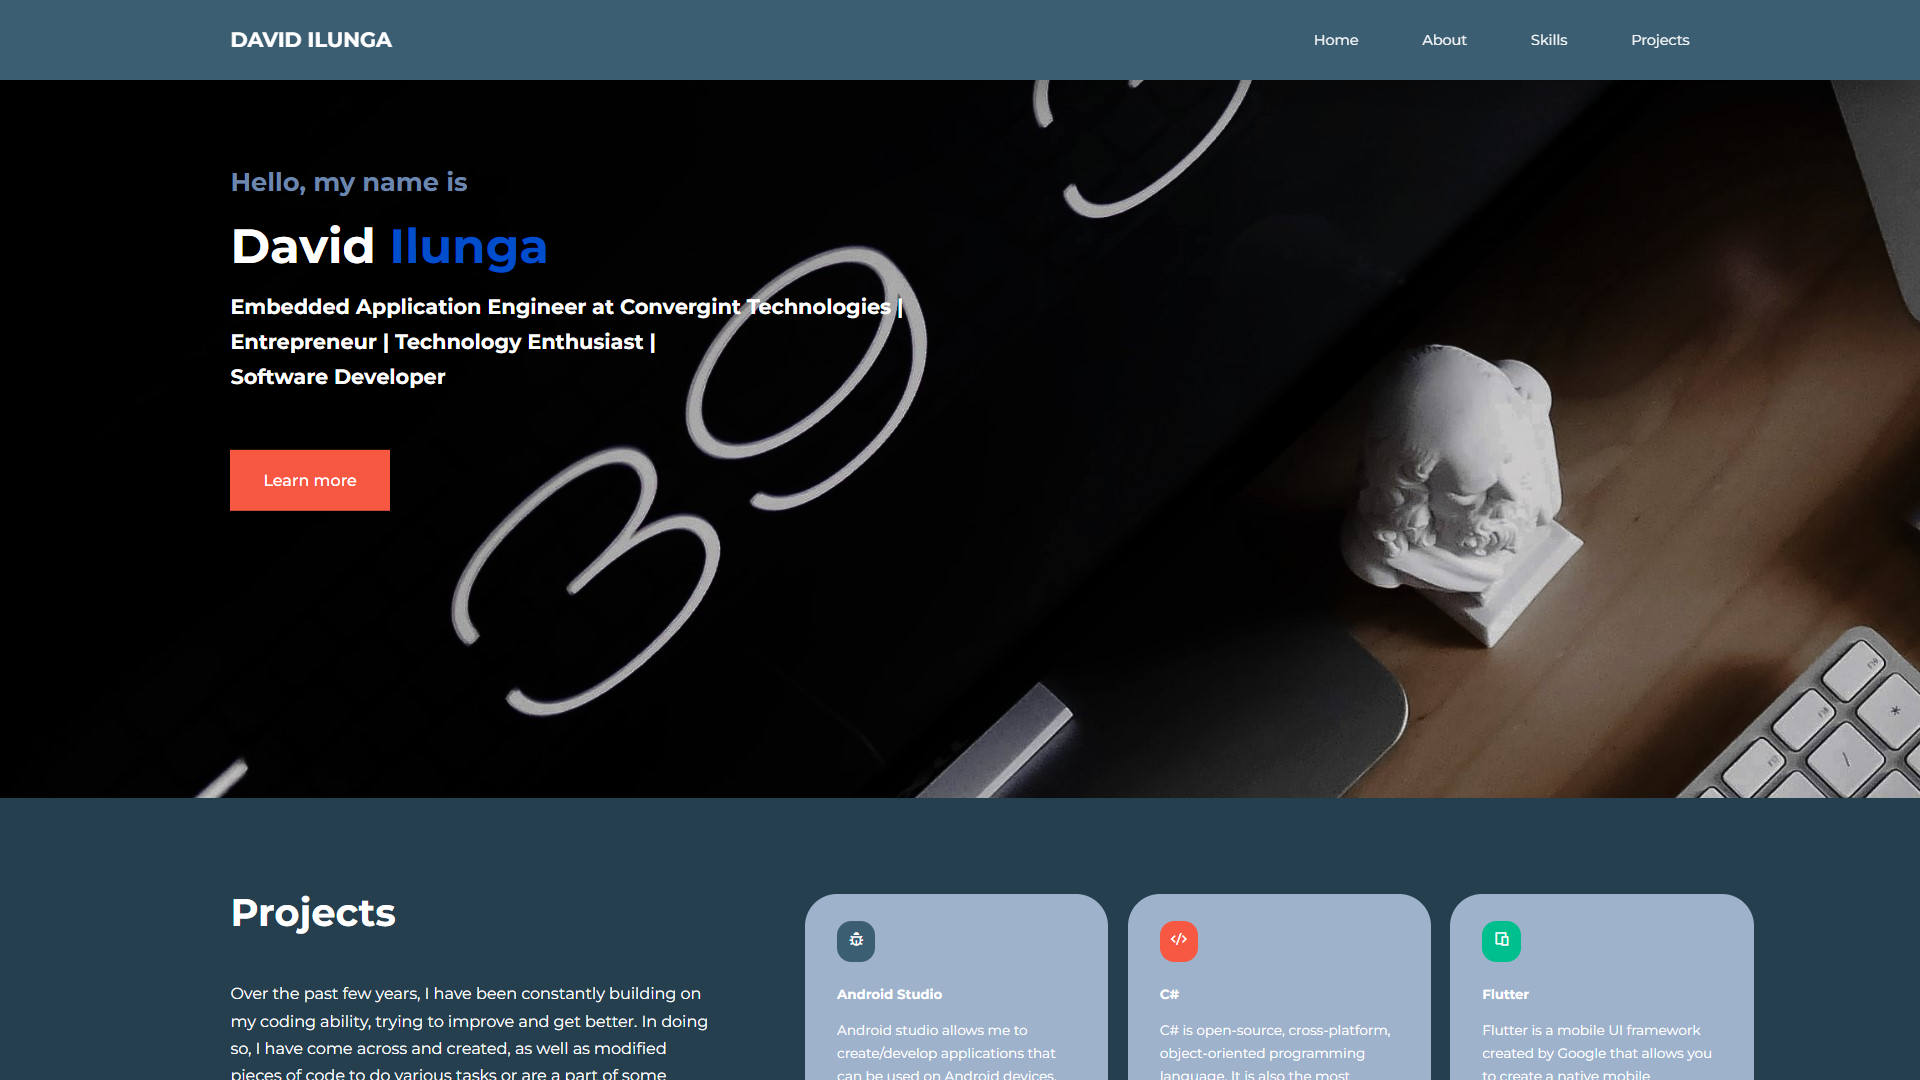 DAVID ILUNGA
Home
About
Skills
Projects
Hello, my name is
David Ilunga
Embedded Application Engineer at Convergint Technologies |
Entrepreneur | Technology Enthusiast |
Software Developer
Learn more
39
3
Projects
Over the past few years, I have been constantly building on
my coding ability, trying to improve and get better. In doing
so, I have come across and created, as well as modified
pieces of code to do various tasks or are a part of some
Android Studio
Android studio allows me to
create/develop applications that
can be used on Android devices.
C#
C# is open-source, cross-platform,
object-oriented programming
language. It is also the most
Flutter
Flutter is a mobile UI framework
created by Google that allows you
to create a native mobile